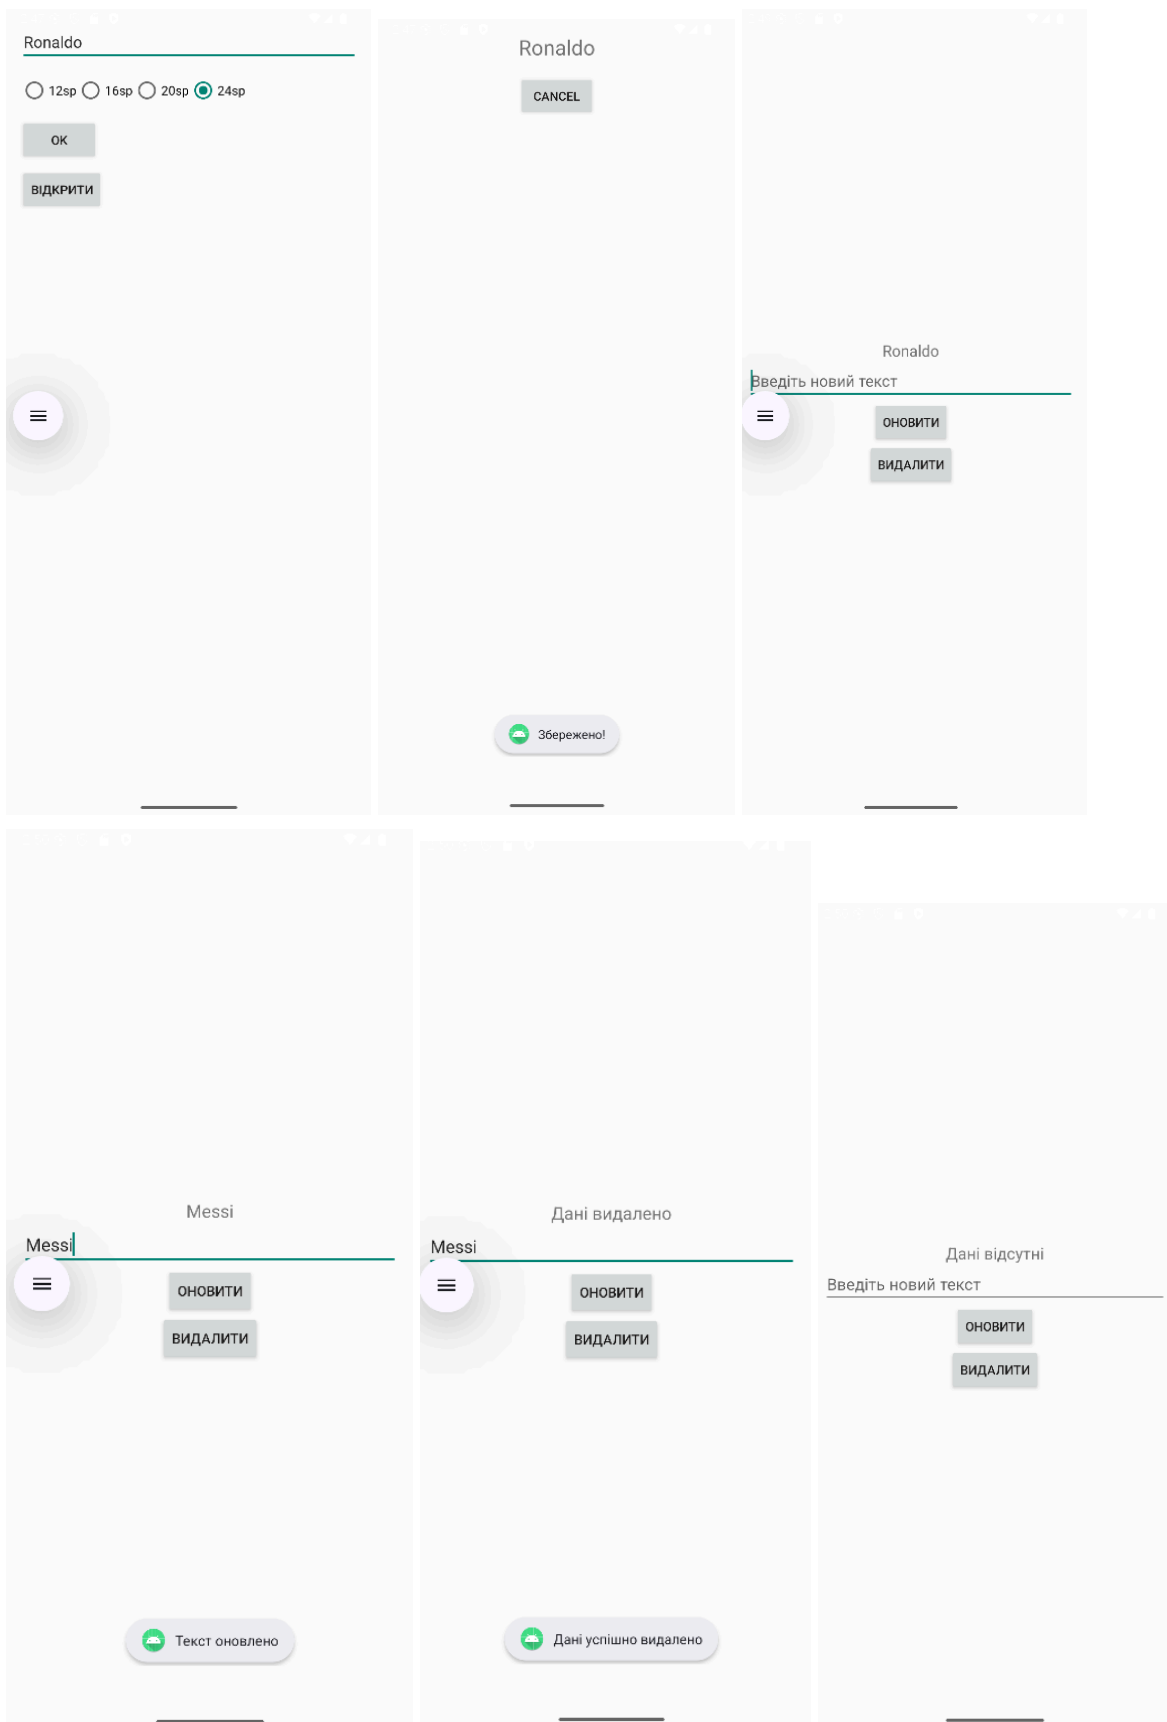 Ronaldo
12sp 16sp 20sp 24sp
OK
ВІДКРИТИ
Ronaldo
CANCEL
Збережено!
Ronaldo
Введіть новий текст
ОНОВИТИ
ВИДАЛИТИ
Messi
Messi
ОНОВИТИ
ВИДАЛИТИ
Текст оновлено
Дані видалено
Messi
ОНОВИТИ
ВИДАЛИТИ
Дані успішно видалено
Дані відсутні
Введіть новий текст
ОНОВИТИ
ВИДАЛИТИ